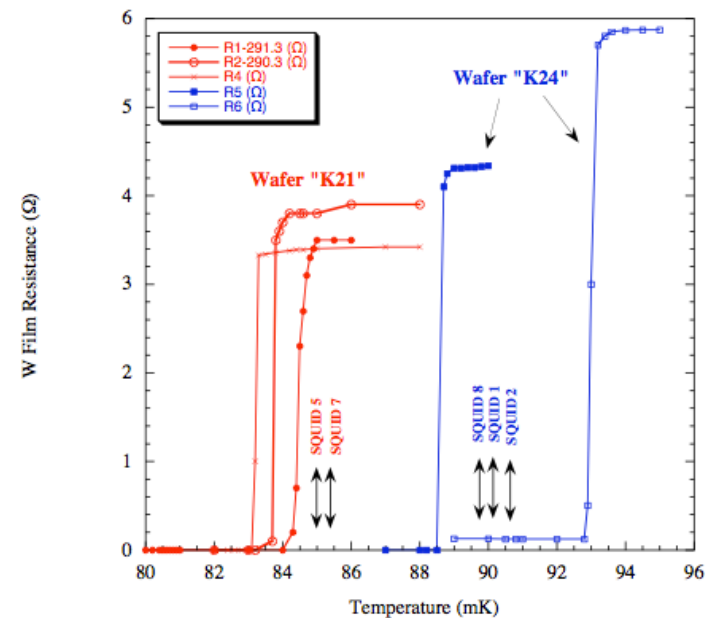 R1-291.3 (Ω)
R2-290.3 (Ω)
R4 (Ω)
R5 (Ω)
R6 (Ω)
Wafer "K24"
Wafer "K21"
W Film Resistance (Ω)
6
5
4
3
2
1
0
SQUID 5
SQUID 7
SQUID 8
SQUID 1
SQUID 2
80 82 84 86 88 90 92 94 96
Temperature (mK)